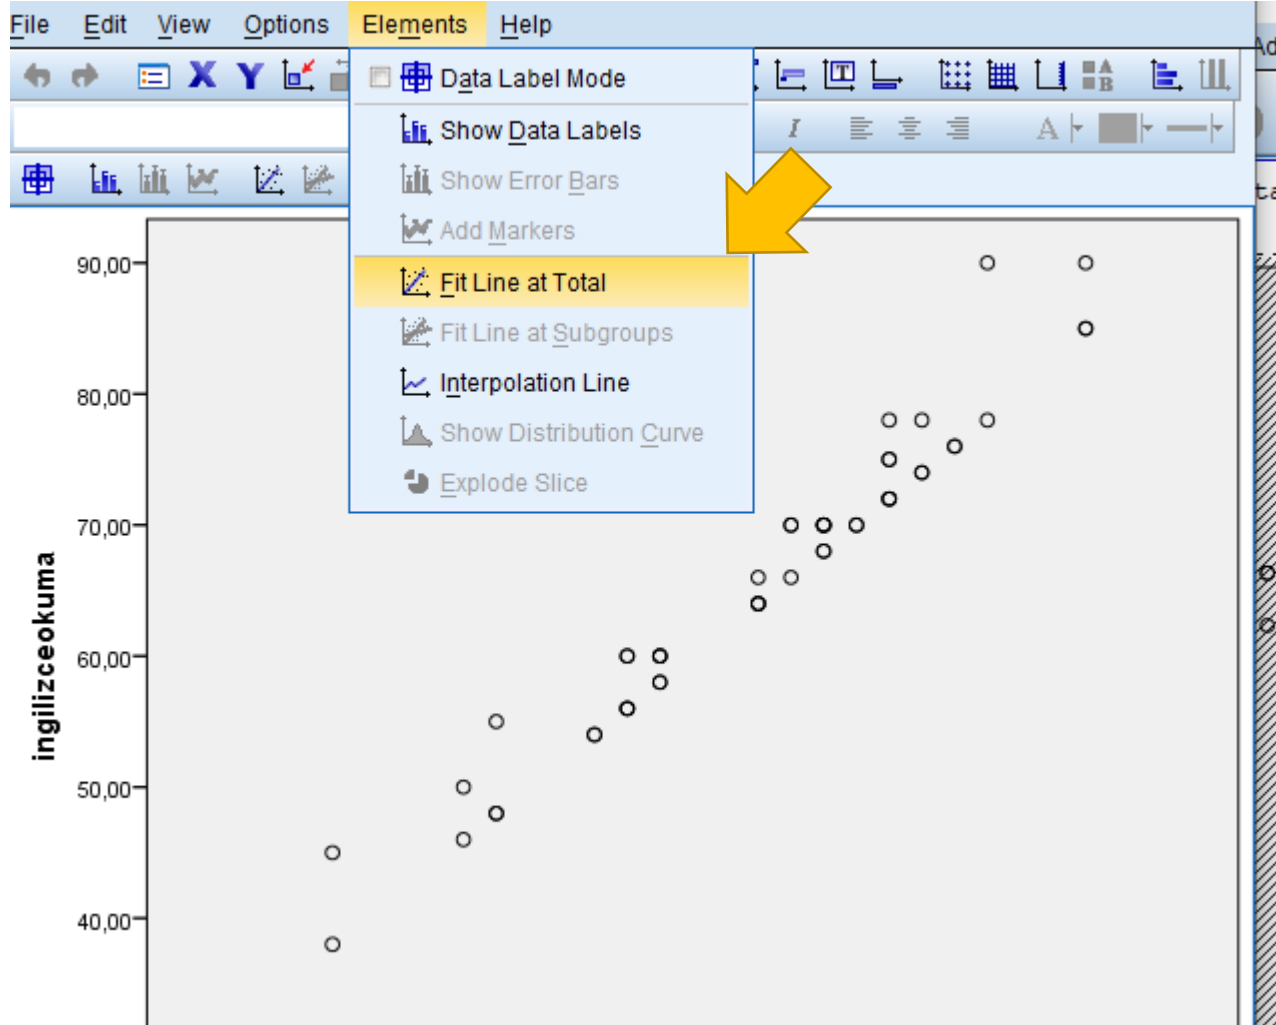 File Edit View Options Elements Help
Data Label Mode
Show Data Labels
Show Error Bars
Add Markers
Fit Line at Total
Fit Line at Subgroups
Interpolation Line
Show Distribution Curve
Explode Slice
90,00
80,00
70,00
60,00
50,00
40,00
ingilizceokuma